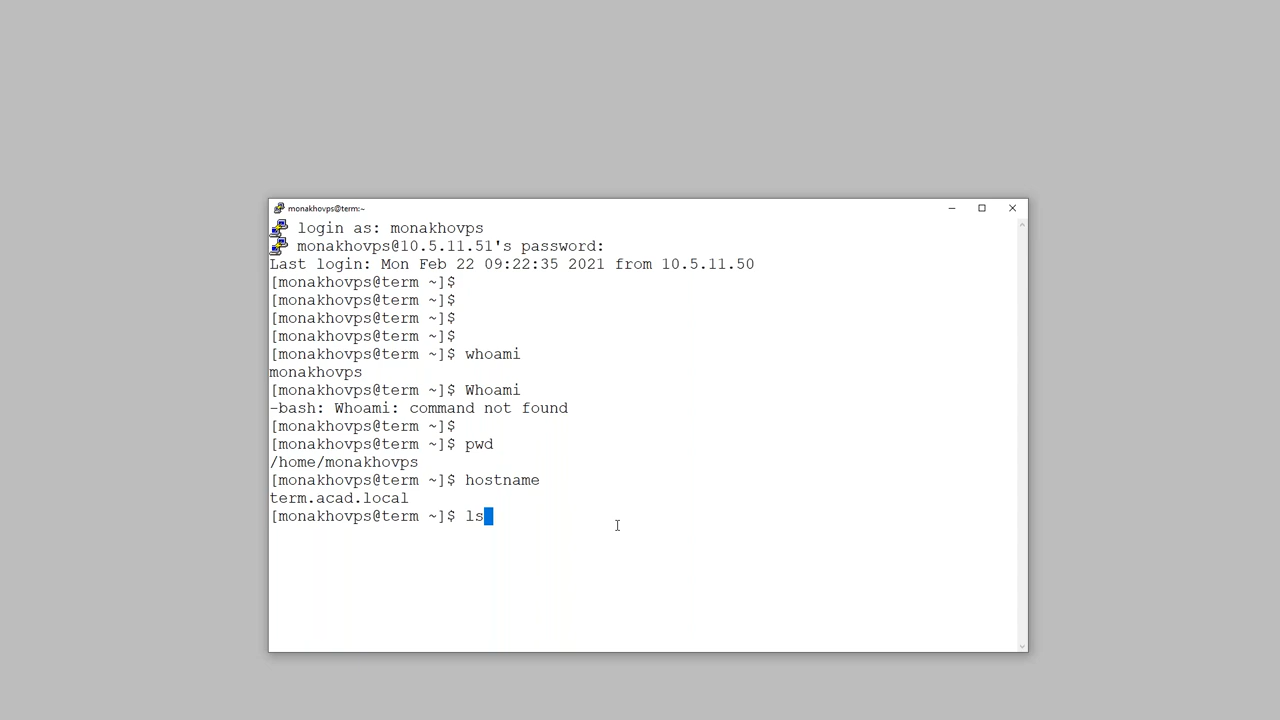 monakhovps@term:~
login as: monakhovps
monakhovps@10.5.11.51's password:
Last login: Mon Feb 22 09:22:35 2021 from 10.5.11.50
[monakhovps@term ~]$
[monakhovps@term ~]$
[monakhovps@term ~]$
[monakhovps@term ~]$
[monakhovps@term ~]$ whoami
monakhovps
[monakhovps@term ~]$ Whoami
-bash: Whoami: command not found
[monakhovps@term ~]$
[monakhovps@term ~]$ pwd
/home/monakhovps
[monakhovps@term ~]$ hostname
term.acad.local
[monakhovps@term ~]$ ls